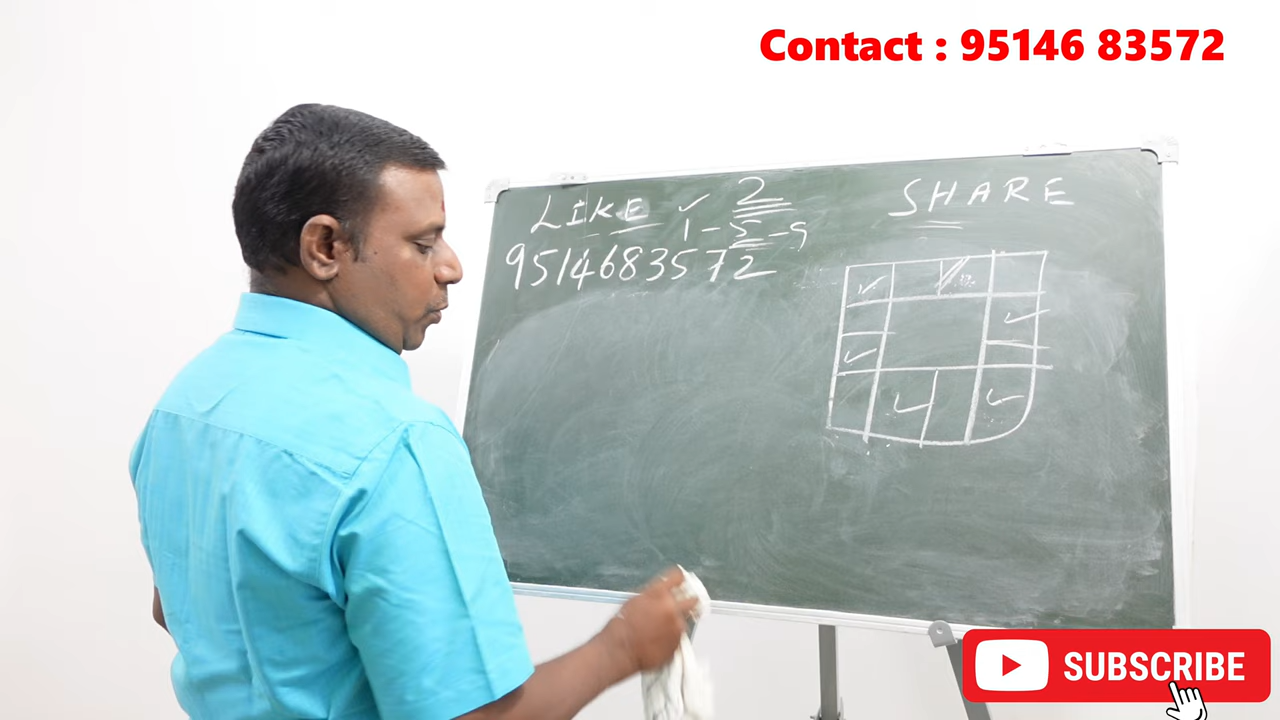 Contact : 95146 83572
LIKE ✓ 2
SHARE
1-5-9
9514683572
SUBSCRIBE